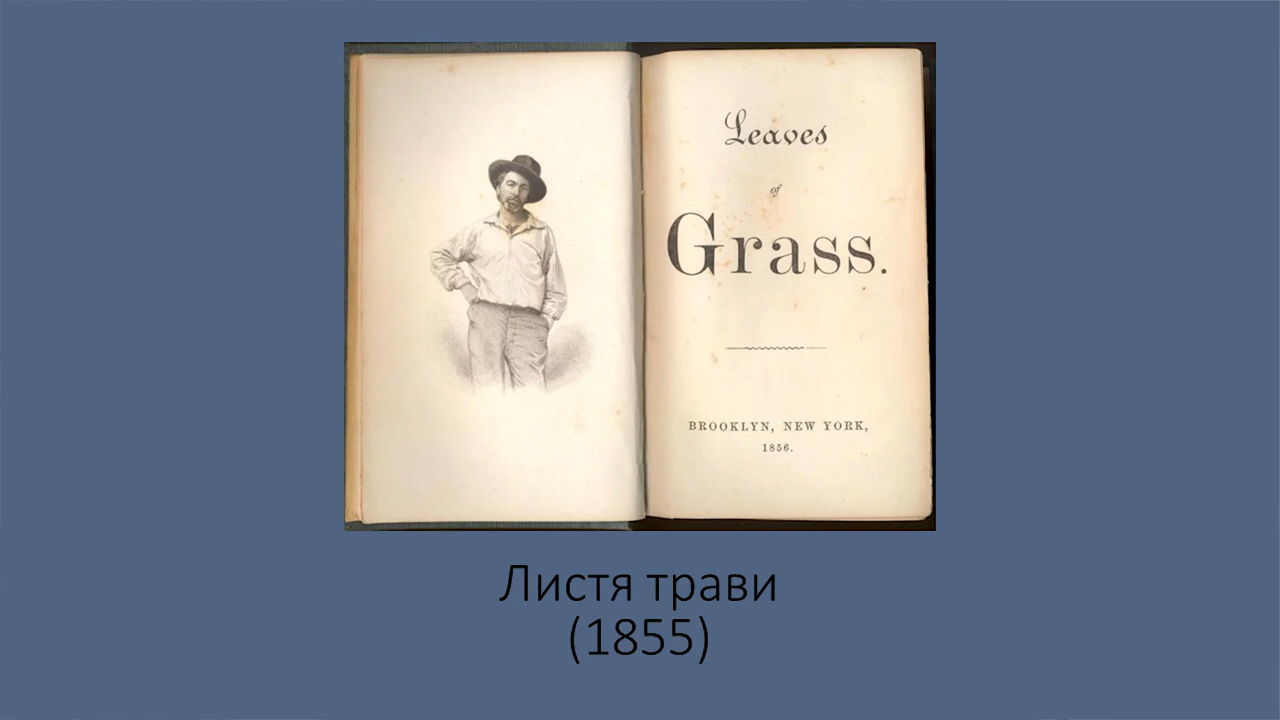 Leaves
of
Grass.
BROOKLYN, NEW YORK,
1856.
Листя трави
(1855)